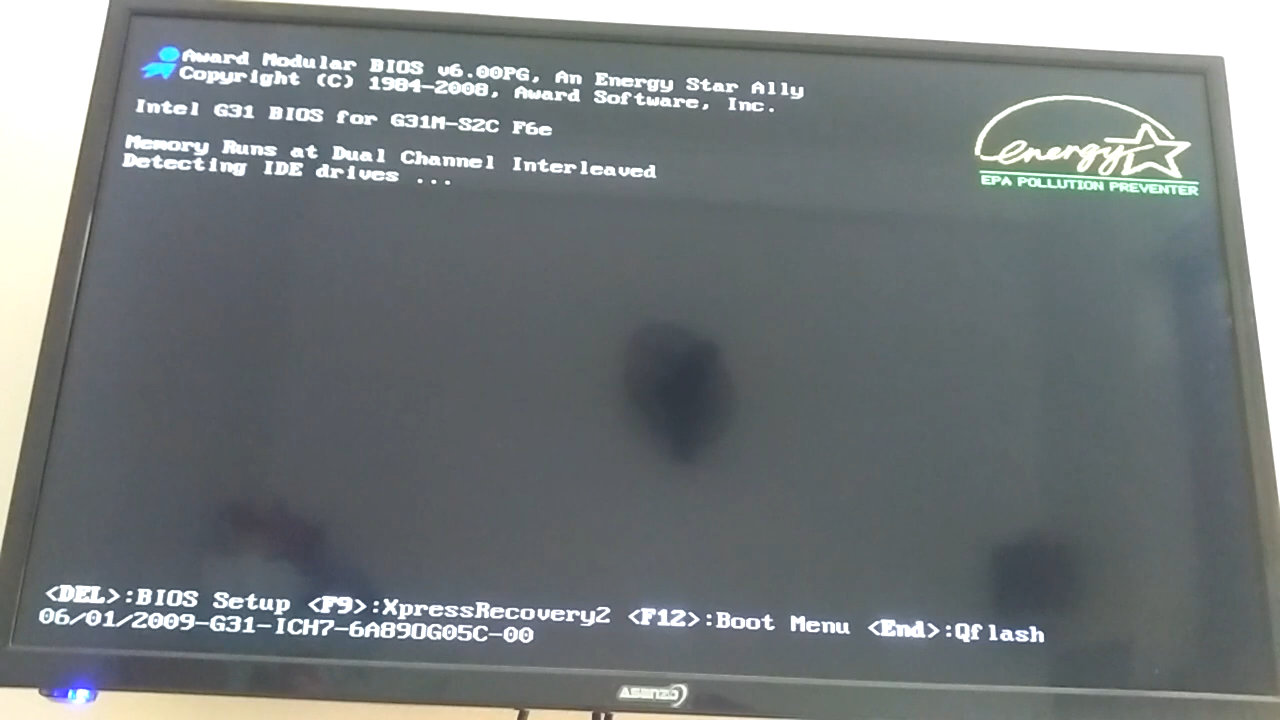 Award Modular BIOS v6.00PG, An Energy Star Ally
Copyright (C) 1984-2008, Award Software, Inc.
Intel G31 BIOS for G31M-S2C F6e
Memory Runs at Dual Channel Interleaved
Detecting IDE drives ...
energy
EPA POLLUTION PREVENTER
<DEL>:BIOS Setup <F9>:XpressRecovery2 <F12>:Boot Menu <End>:Qflash
06/01/2009-G31-ICH7-6A89OG05C-00
Asanzo